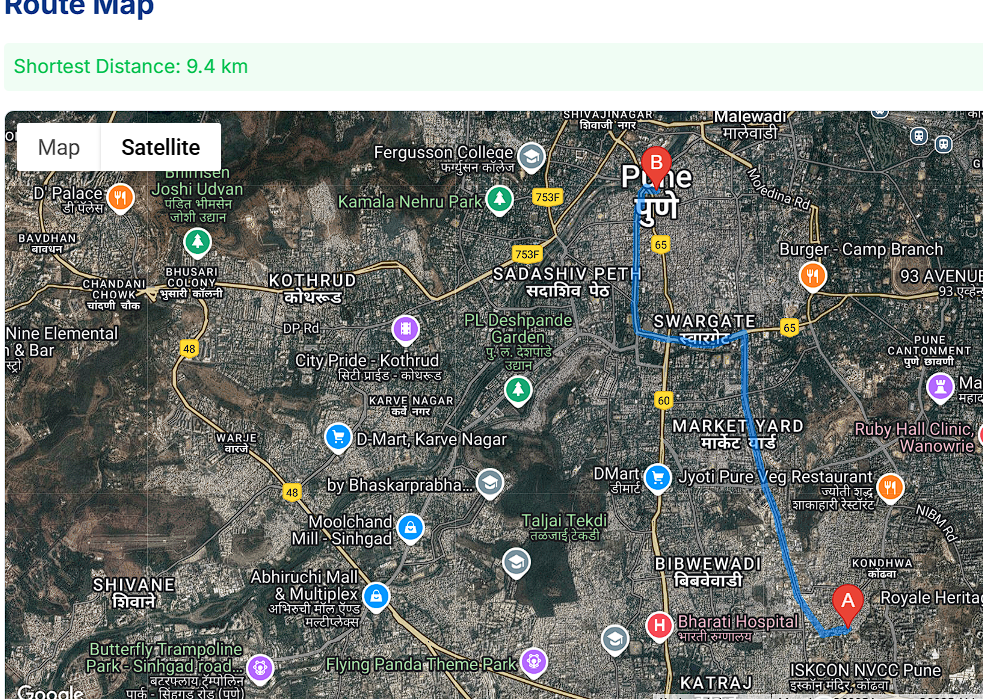 Route Map
Shortest Distance: 9.4 km
Map
Satellite
SHIVAJINAGAR
शिवाजी नगर
Malewadi
मालेवाडी
Fergusson College
फर्ग्युसन कॉलेज
Bhimsen
Joshi Udyan
पंडित भीमसेन
जोशी उद्यान
D' Palace
डी पॅलेस
Kamala Nehru Park
753F
B
Pune
पुणे
Moledina Rd
BAVDHAN
बावधन
753F
65
Burger - Camp Branch
BHUSARI
COLONY
भुसारी कॉलनी
CHANDANI
CHOWK
चांदणी चौक
KOTHRUD
कोथरूड
SADASHIV PETH
सदाशिव पेठ
93 AVENUE
Nine Elemental
& Bar
DP Rd
PL Deshpande
Garden
पु. ल. देशपांडे
उद्यान
SWARGATE
स्वारगेट
65
48
City Pride - Kothrud
सिटी प्राईड - कोथरूड
PUNE
CANTONMENT
पुणे छावणी
KARVE NAGAR
कर्वे नगर
60
WARJE
वारजे
D-Mart, Karve Nagar
MARKET YARD
मार्केट यार्ड
Ruby Hall Clinic,
Wanowrie
by Bhaskarprabha...
DMart
डीमार्ट
Jyoti Pure Veg Restaurant
ज्योती शुद्ध
शाकाहारी रेस्टॉरंट
48
Moolchand
Mill - Sinhgad
Taljai Tekdi
तळजाई टेकडी
NIBM Rd
SHIVANE
शिवाने
Abhiruchi Mall
& Multiplex
अभिरुची मॉल ऍण्ड
मल्टीप्लेक्स
BIBWEWADI
बिबवेवाडी
KONDHWA
कोंढवा
A
Royale Heritage
H
Bharati Hospital
भारती रुग्णालय
Butterfly Trampoline
Park - Sinhgad road...
बटरफ्लाय ट्रॅम्पोलिन
पार्क - सिंहगड रोड (पुणे)
Flying Panda Theme Park
KATRAJ
ISKCON NVCC Pune
इस्कॉन मंदिर-कोंढवा
Google